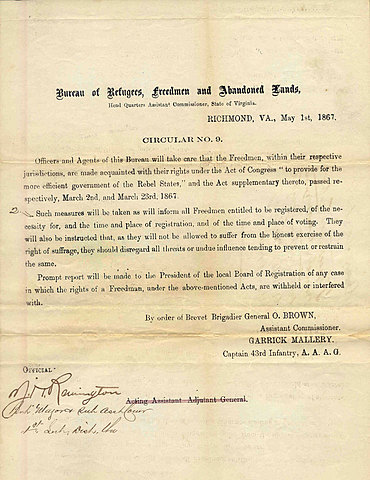 Bureau of Refugees, Freedmen and Abandoned Lands,
Head Quarters Assistant Commissioner, State of Virginia.
RICHMOND, VA., May 1st, 1867.
CIRCULAR NO. 9.
Officers and Agents of this Bureau will take care that the Freedmen, within their respective
jurisdictions, are made acquainted with their rights under the Act of Congress “to provide for the
more efficient government of the Rebel States,” and the Act supplementary thereto, passed re-
spectively, March 2nd, and March 23rd, 1867.
2 Such measures will be taken as will inform all Freedmen entitled to be registered, of the ne-
cessity for, and the time and place of registration, and of the time and place of voting. They
will also be instructed that, as they will not be allowed to suffer from the honest exercise of the
right of suffrage, they should disregard all threats or undue influence tending to prevent or restrain
the same.
Prompt report will be made to the President of the local Board of Registration of any case
in which the rights of a Freedman, under the above-mentioned Acts, are withheld or interfered
with.
By order of Brevet Brigadier General O. BROWN,
Assistant Commissioner.
GARRICK MALLERY,
Captain 43rd Infantry, A. A. A. G.
OFFICIAL:
Remington
Acting Assistant Adjutant General.
Major
1st Dist,